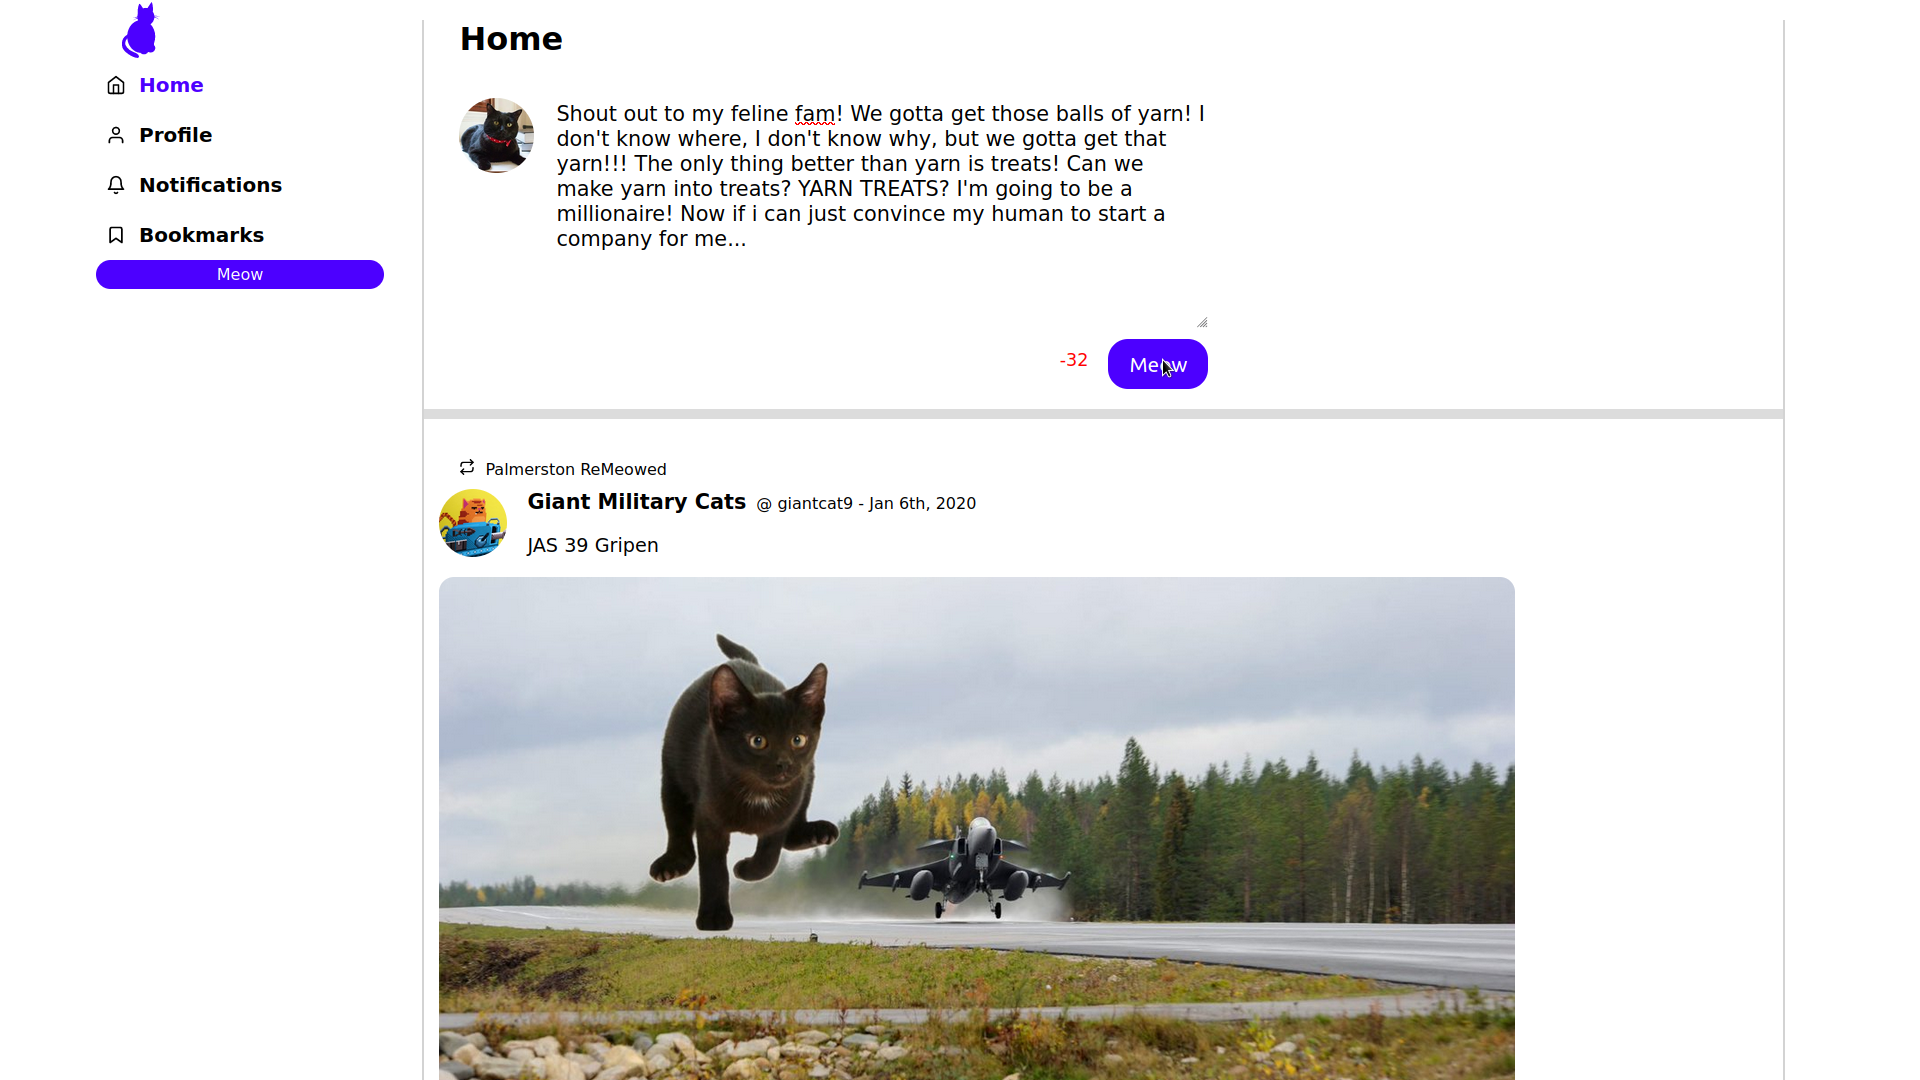 Home
Profile
Notifications
Bookmarks
Meow
Home
Shout out to my feline fam! We gotta get those balls of yarn! I
don't know where, I don't know why, but we gotta get that
yarn!!! The only thing better than yarn is treats! Can we
make yarn into treats? YARN TREATS? I'm going to be a
millionaire! Now if i can just convince my human to start a
company for me...
-32
Meow
Palmerston ReMeowed
Giant Military Cats @ giantcat9 - Jan 6th, 2020
JAS 39 Gripen